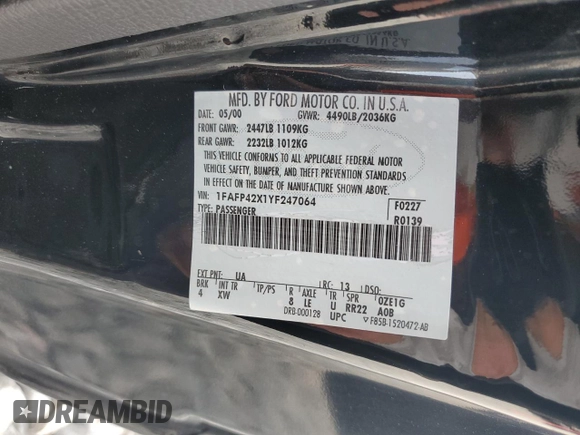 MFD. BY FORD MOTOR CO. IN U.S.A.
DATE: 05/00 GVWR: 4490LB/2036KG
FRONT GAWR: 2447LB 1109KG
REAR GAWR: 2232LB 1012KG
THIS VEHICLE CONFORMS TO ALL APPLICABLE FEDERAL MOTOR
VEHICLE SAFETY, BUMPER, AND THEFT PREVENTION STANDARDS
IN EFFECT ON THE DATE OF MANUFACTURE SHOWN ABOVE.
VIN: 1FAFP42X1YF247064 F0227
TYPE: PASSENGER R0139
EXT PNT: UA RC: 13 DSO:
BRK INT TR TP/PS R AXLE TR SPR 0ZE1G
4 XW 8 LE U RR22 A0B
DRB-000128 UPC F85B-1520472-AB
DREAMBID